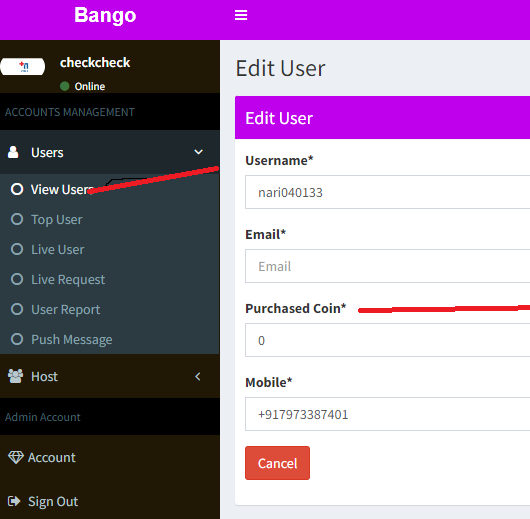 Bango
checkcheck
Online
ACCOUNTS MANAGEMENT
Users
View Users
Top User
Live User
Live Request
User Report
Push Message
Host
Admin Account
Account
Sign Out
Edit User
Edit User
Username*
nari040133
Email*
Email
Purchased Coin*
0
Mobile*
+917973387401
Cancel